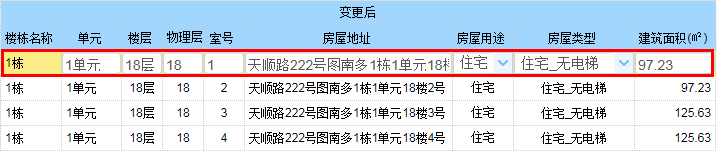 变更后
楼栋名称 单元 楼层 物理层 室号 房屋地址 房屋用途 房屋类型 建筑面积(㎡)
1栋 1单元 18层 18 1 天顺路222号图南多1栋1单元18楼 住宅 住宅_无电梯 97.23
1栋 1单元 18层 18 2 天顺路222号图南多1栋1单元18楼2号 住宅 住宅_无电梯 97.23
1栋 1单元 18层 18 3 天顺路222号图南多1栋1单元18楼3号 住宅 住宅_无电梯 125.63
1栋 1单元 18层 18 4 天顺路222号图南多1栋1单元18楼4号 住宅 住宅_无电梯 125.63